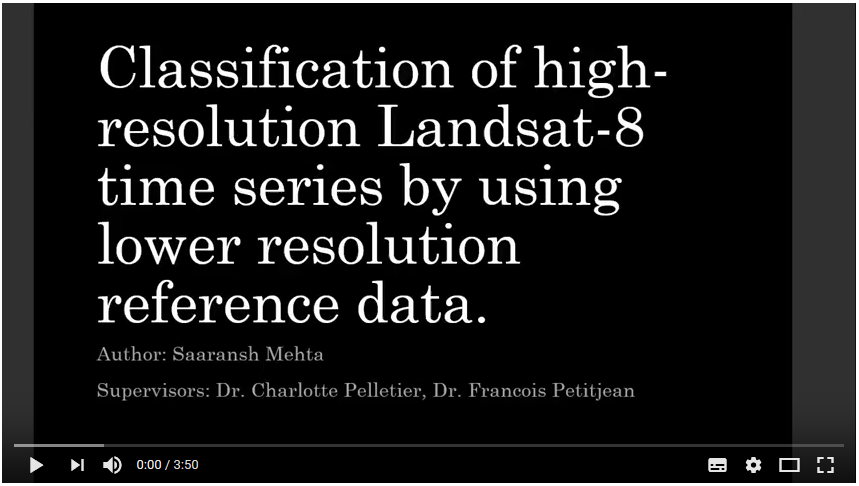 Classification of high-
resolution Landsat-8
time series by using
lower resolution
reference data.
Author: Saaransh Mehta
Supervisors: Dr. Charlotte Pelletier, Dr. Francois Petitjean
0:00 / 3:50